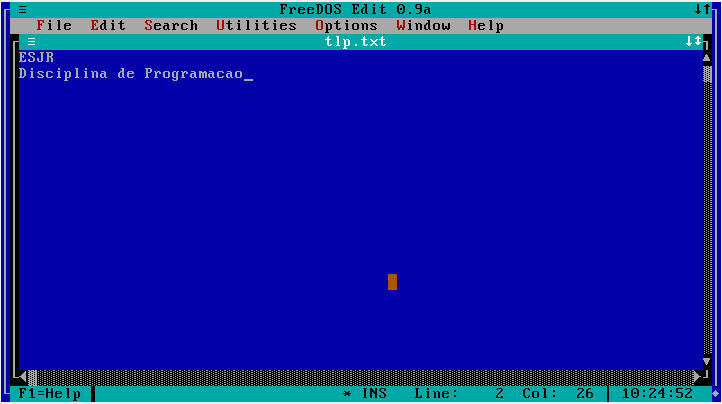 FreeDOS Edit 0.9a
File Edit Search Utilities Options Window Help
tlp.txt
ESJR
Disciplina de Programacao_
F1=Help * INS Line: 2 Col: 26 10:24:52